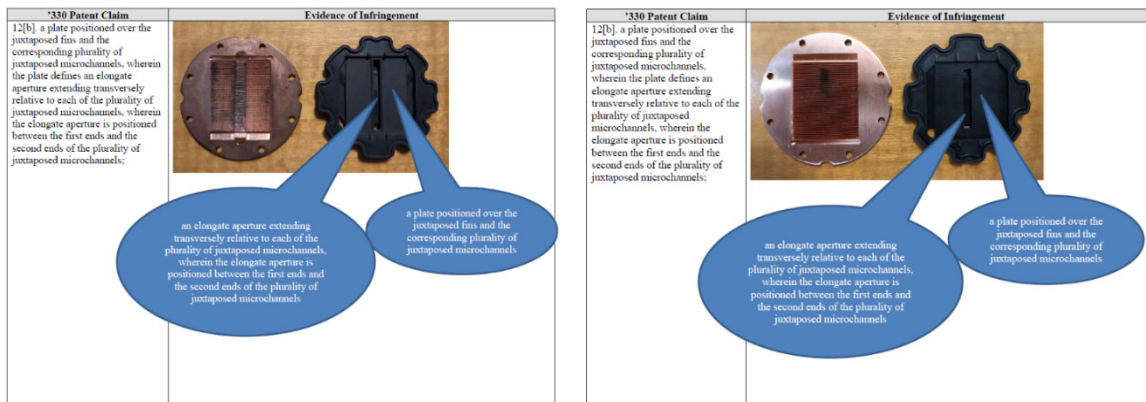 '330 Patent Claim
Evidence of Infringement
12[b]. a plate positioned over the
juxtaposed fins and the
corresponding plurality of
juxtaposed microchannels, wherein
the plate defines an elongate
aperture extending transversely
relative to each of the plurality of
juxtaposed microchannels, wherein
the elongate aperture is positioned
between the first ends and the
second ends of the plurality of
juxtaposed microchannels;
an elongate aperture extending
transversely relative to each of the
plurality of juxtaposed microchannels,
wherein the elongate aperture is
positioned between the first ends and
the second ends of the plurality of
juxtaposed microchannels
a plate positioned over the
juxtaposed fins and the
corresponding plurality of
juxtaposed microchannels
'330 Patent Claim
Evidence of Infringement
12[b]. a plate positioned over the
juxtaposed fins and the
corresponding plurality of
juxtaposed microchannels,
wherein the plate defines an
elongate aperture extending
transversely relative to each of
the plurality of juxtaposed
microchannels, wherein the
elongate aperture is positioned
between the first ends and the
second ends of the plurality of
juxtaposed microchannels;
an elongate aperture extending
transversely relative to each of the
plurality of juxtaposed microchannels,
wherein the elongate aperture is
positioned between the first ends and
the second ends of the plurality of
juxtaposed microchannels
a plate positioned over the
juxtaposed fins and the
corresponding plurality of
juxtaposed microchannels